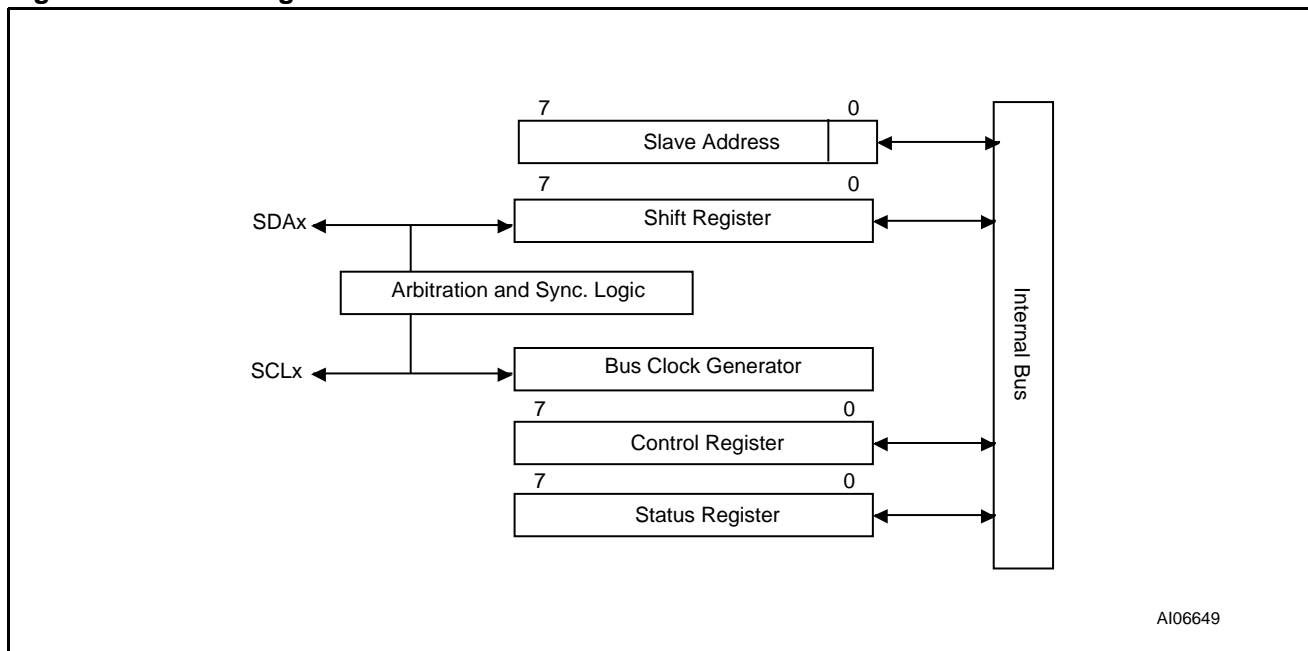 7 0
Slave Address
7 0
SDAx
Shift Register
Arbitration and Sync. Logic
Internal Bus
SCLx
Bus Clock Generator
7 0
Control Register
7 0
Status Register
AI06649